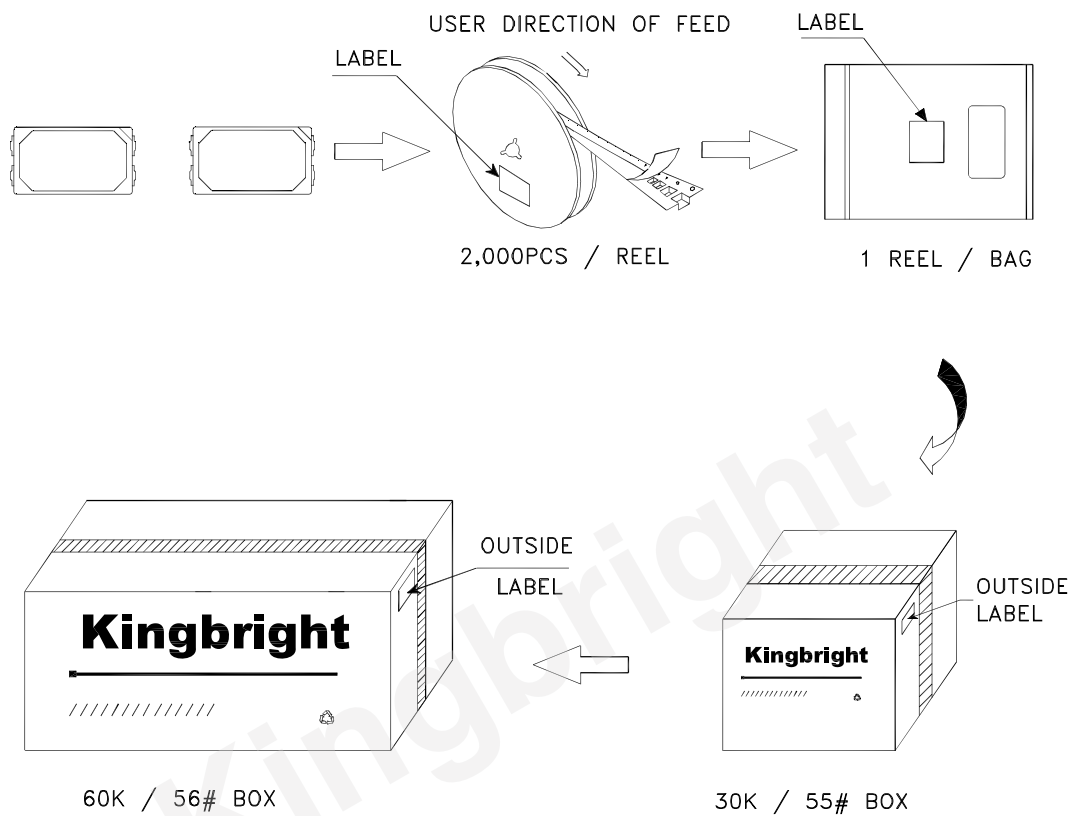 USER DIRECTION OF FEED
LABEL
LABEL
2,000PCS / REEL
1 REEL / BAG
OUTSIDE
LABEL
Kingbright
60K / 56# BOX
OUTSIDE
LABEL
Kingbright
30K / 55# BOX
Kingbright